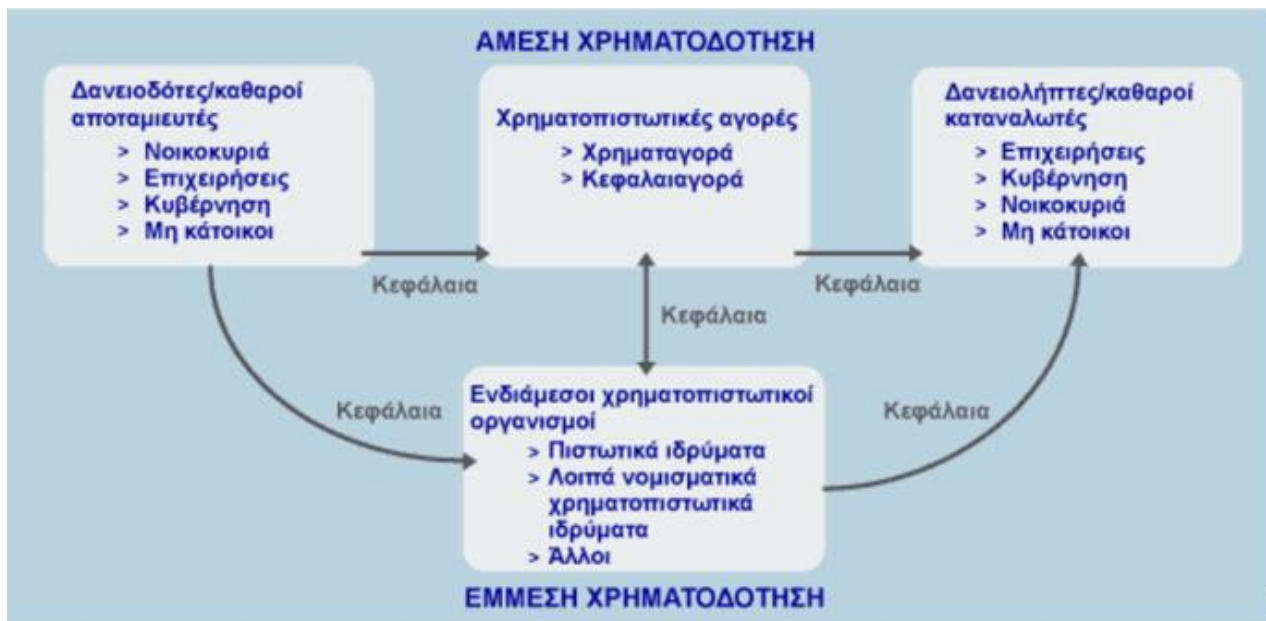 ΑΜΕΣΗ ΧΡΗΜΑΤΟΔΟΤΗΣΗ
Δανειοδότες/καθαροί
αποταμιευτές
> Νοικοκυριά
> Επιχειρήσεις
> Κυβέρνηση
> Μη κάτοικοι
Χρηματοπιστωτικές αγορές
> Χρηματαγορά
> Κεφαλαιαγορά
Δανειολήπτες/καθαροί
καταναλωτές
> Επιχειρήσεις
> Κυβέρνηση
> Νοικοκυριά
> Μη κάτοικοι
Κεφάλαια
Κεφάλαια
Κεφάλαια
Κεφάλαια
Κεφάλαια
Ενδιάμεσοι χρηματοπιστωτικοί
οργανισμοί
> Πιστωτικά ιδρύματα
> Λοιπά νομισματικά
χρηματοπιστωτικά
ιδρύματα
> Άλλοι
ΕΜΜΕΣΗ ΧΡΗΜΑΤΟΔΟΤΗΣΗ